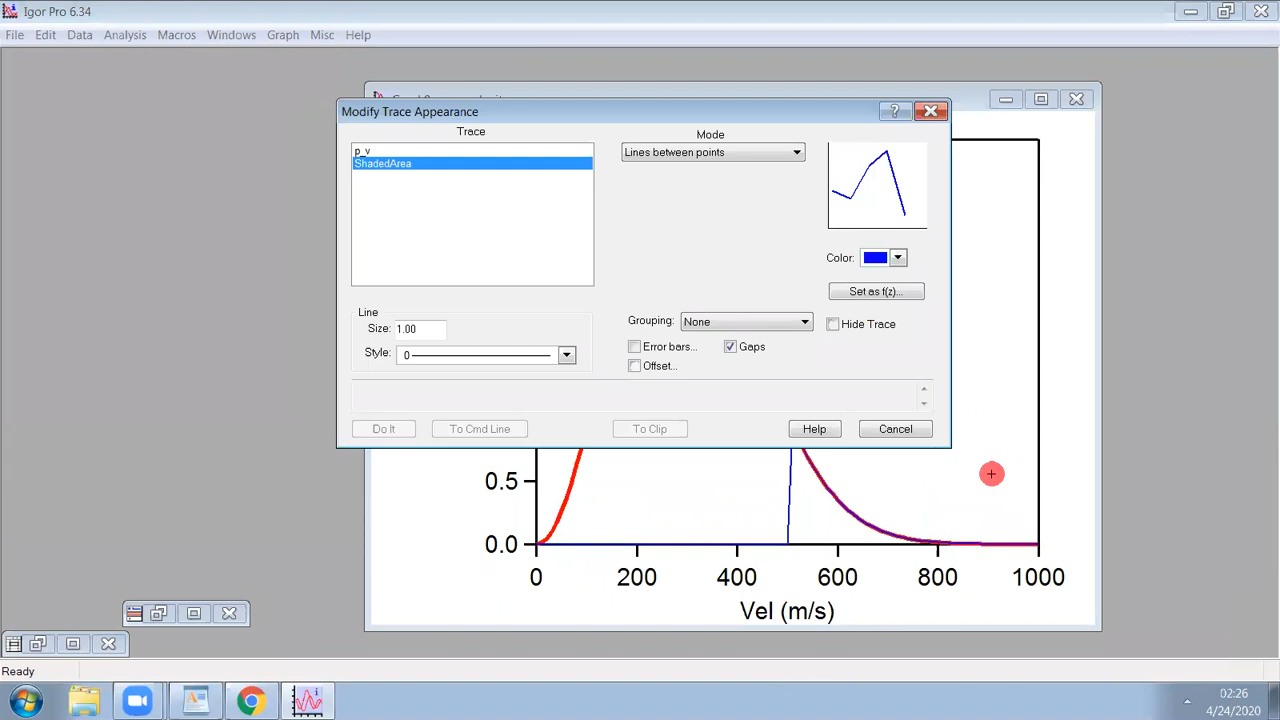 Igor Pro 6.34
File Edit Data Analysis Macros Windows Graph Misc Help
Modify Trace Appearance
Trace
p_v
ShadedArea
Mode
Lines between points
Color:
Set as f(z)...
Line
Size: 1.00
Style: 0
Grouping: None
Hide Trace
Error bars...
Gaps
Offset...
Do It
To Cmd Line
To Clip
Help
Cancel
0.5
0.0
0 200 400 600 800 1000
Vel (m/s)
Ready
02:26
4/24/2020